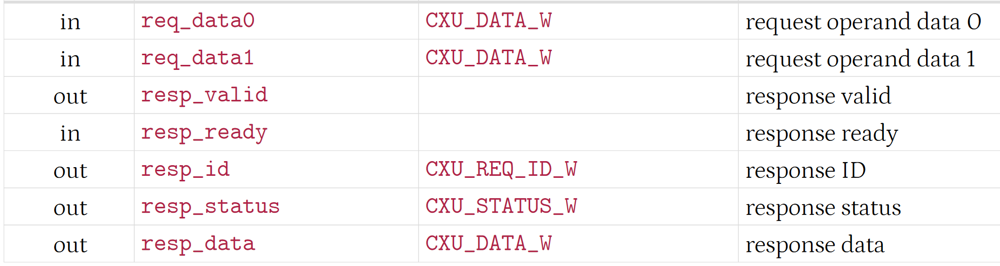 in req_data0 CXU_DATA_W request operand data 0
in req_data1 CXU_DATA_W request operand data 1
out resp_valid response valid
in resp_ready response ready
out resp_id CXU_REQ_ID_W response ID
out resp_status CXU_STATUS_W response status
out resp_data CXU_DATA_W response data